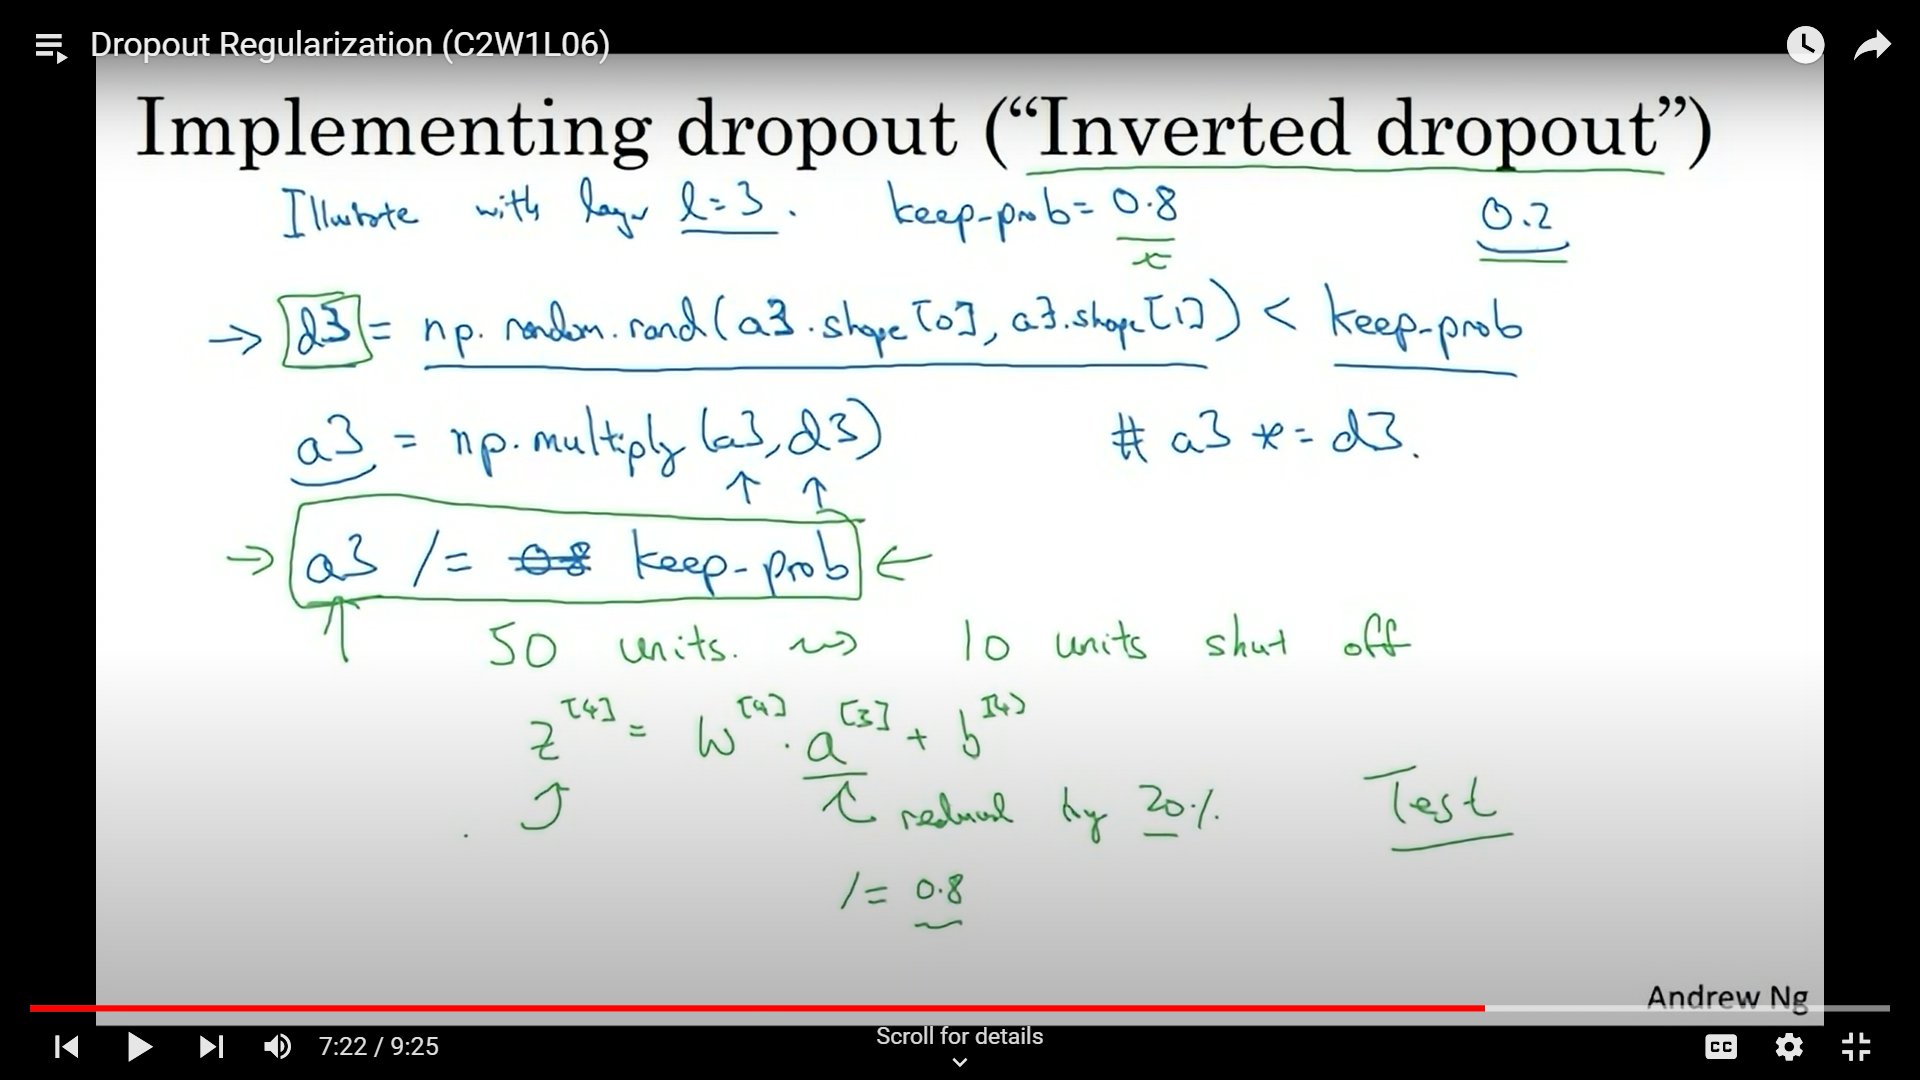 Dropout Regularization (C2W1L06)
Implementing dropout (“Inverted dropout”)
Illustrate with layer l=3. keep-prob= 0.8 0.2
→ d3 = np.random.rand(a3.shape[0], a3.shape[1]) < keep-prob
a3 = np.multiply(a3,d3) # a3 *= d3.
→ a3 /= 0.8 keep-prob ←
50 units. ⇝ 10 units shut off
z^[4] = W^[4] · a^[3] + b^[4]
reduced by 20% Test
/= 0.8
Andrew Ng
Scroll for details
7:22 / 9:25 CC